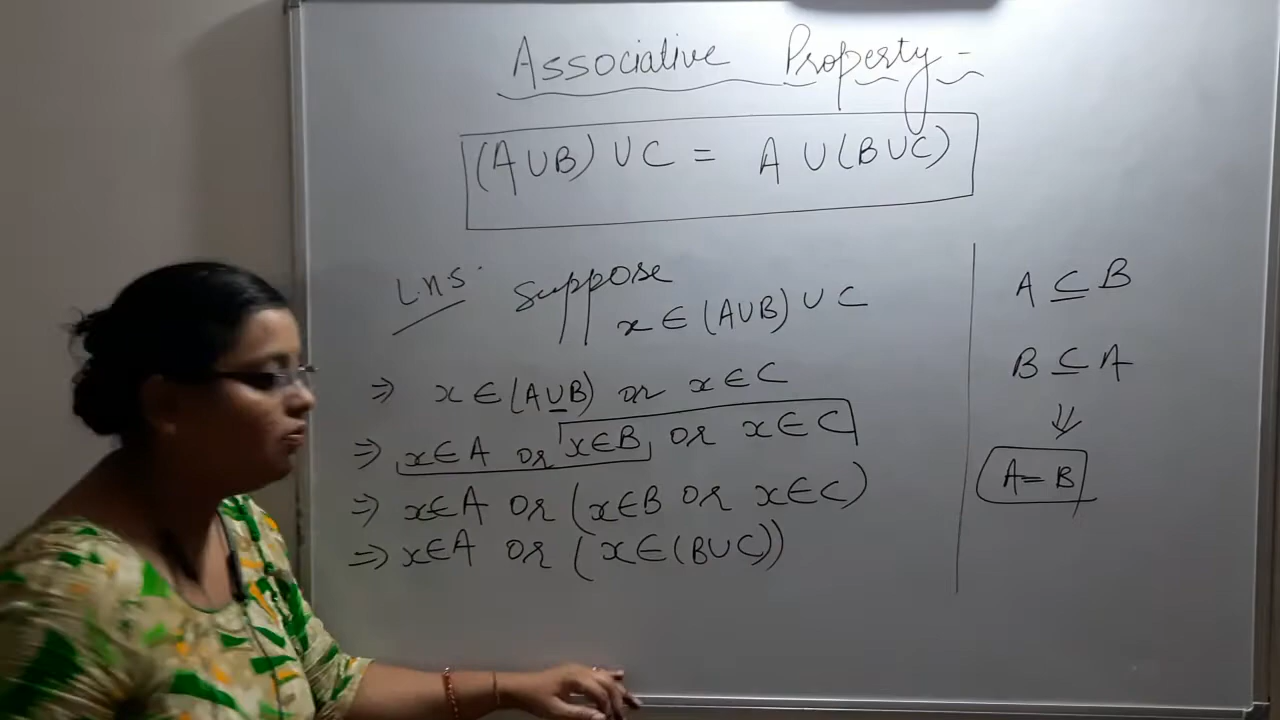 Associative Property -
(A∪B) ∪ C = A ∪ (B∪C)
L.H.S. Suppose
x ∈ (A∪B) ∪ C
⇒ x ∈ (A∪B) or x ∈ C
⇒ x∈A or x∈B or x∈C
⇒ x∈A or (x∈B or x∈C)
⇒ x∈A or (x∈(B∪C))
A ⊆ B
B ⊆ A
⇓
A = B